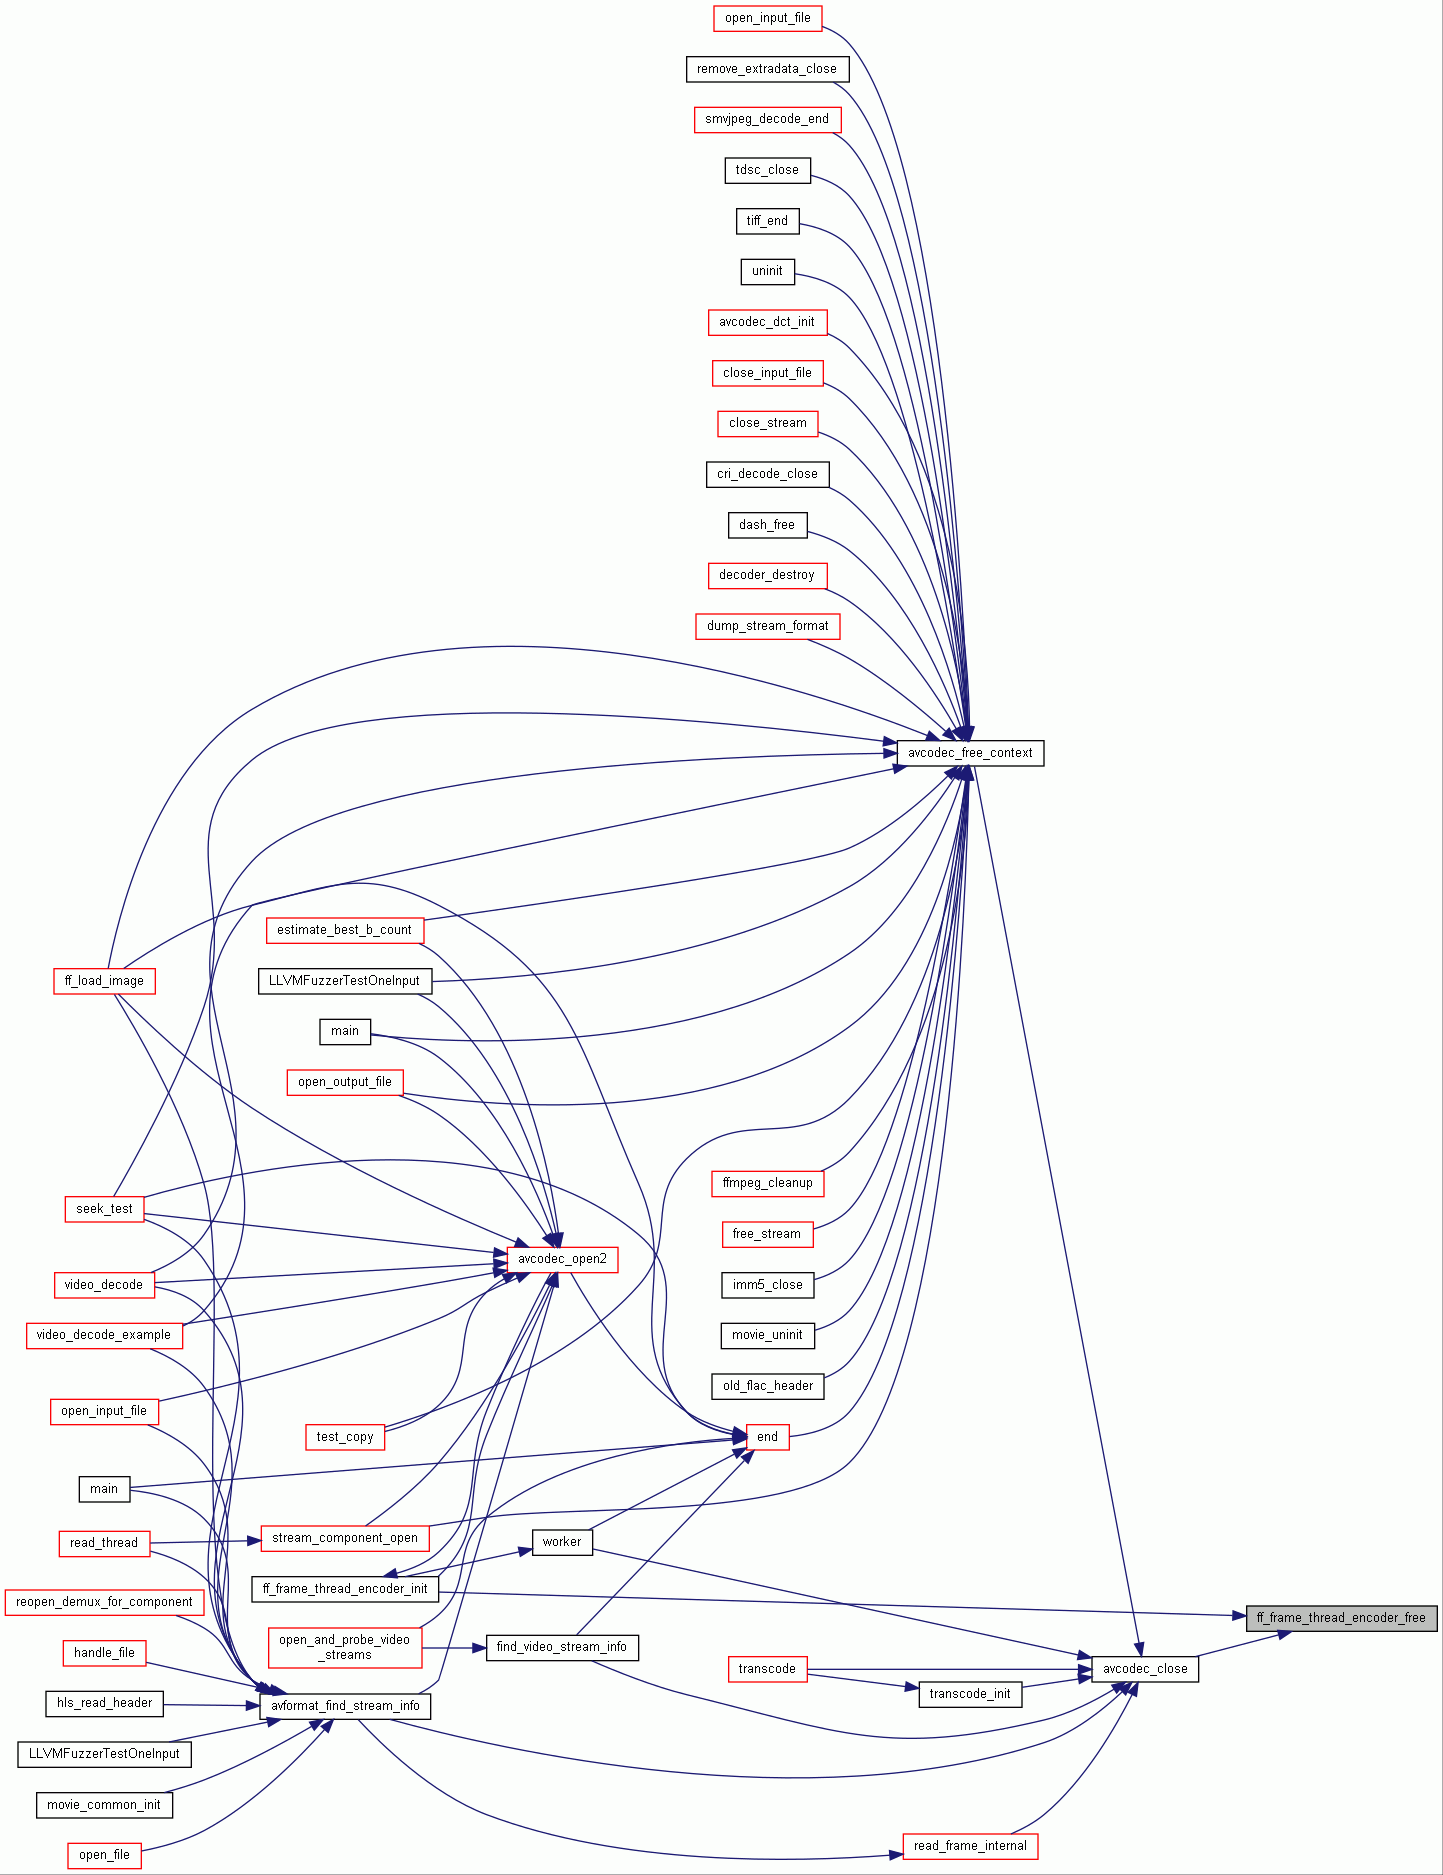 open_input_file
remove_extradata_close
smvjpeg_decode_end
tdsc_close
tiff_end
uninit
avcodec_dct_init
close_input_file
close_stream
cri_decode_close
dash_free
decoder_destroy
dump_stream_format
avcodec_free_context
estimate_best_b_count
ff_load_image
LLVMFuzzerTestOneInput
main
open_output_file
ffmpeg_cleanup
seek_test
free_stream
avcodec_open2
video_decode
imm5_close
video_decode_example
movie_uninit
old_flac_header
open_input_file
test_copy
end
main
stream_component_open
read_thread
worker
ff_frame_thread_encoder_init
reopen_demux_for_component
ff_frame_thread_encoder_free
open_and_probe_video
_streams
find_video_stream_info
handle_file
transcode
avcodec_close
transcode_init
hls_read_header
avformat_find_stream_info
LLVMFuzzerTestOneInput
movie_common_init
read_frame_internal
open_file